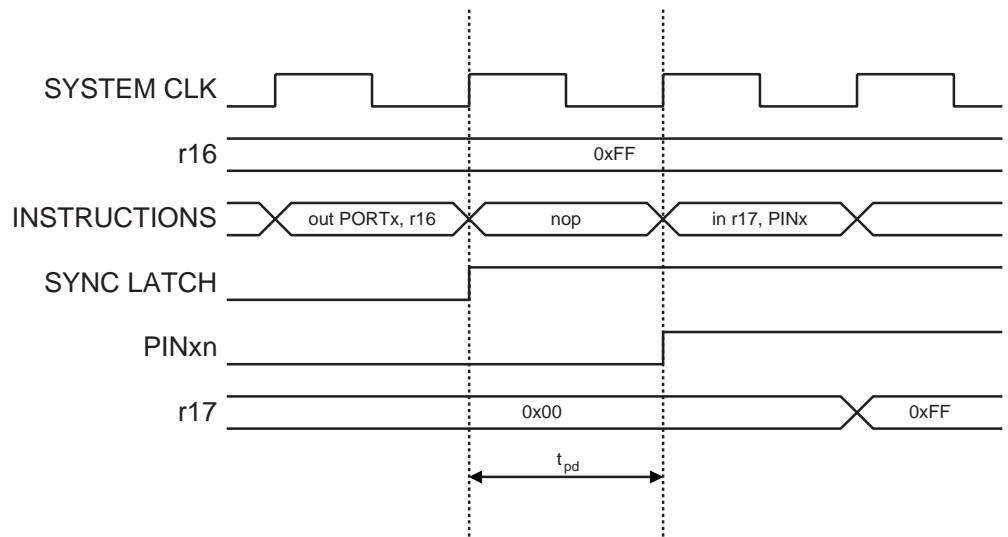 SYSTEM CLK
r16
0xFF
INSTRUCTIONS
out PORTx, r16
nop
in r17, PINx
SYNC LATCH
PINxn
r17
0x00
0xFF
tpd